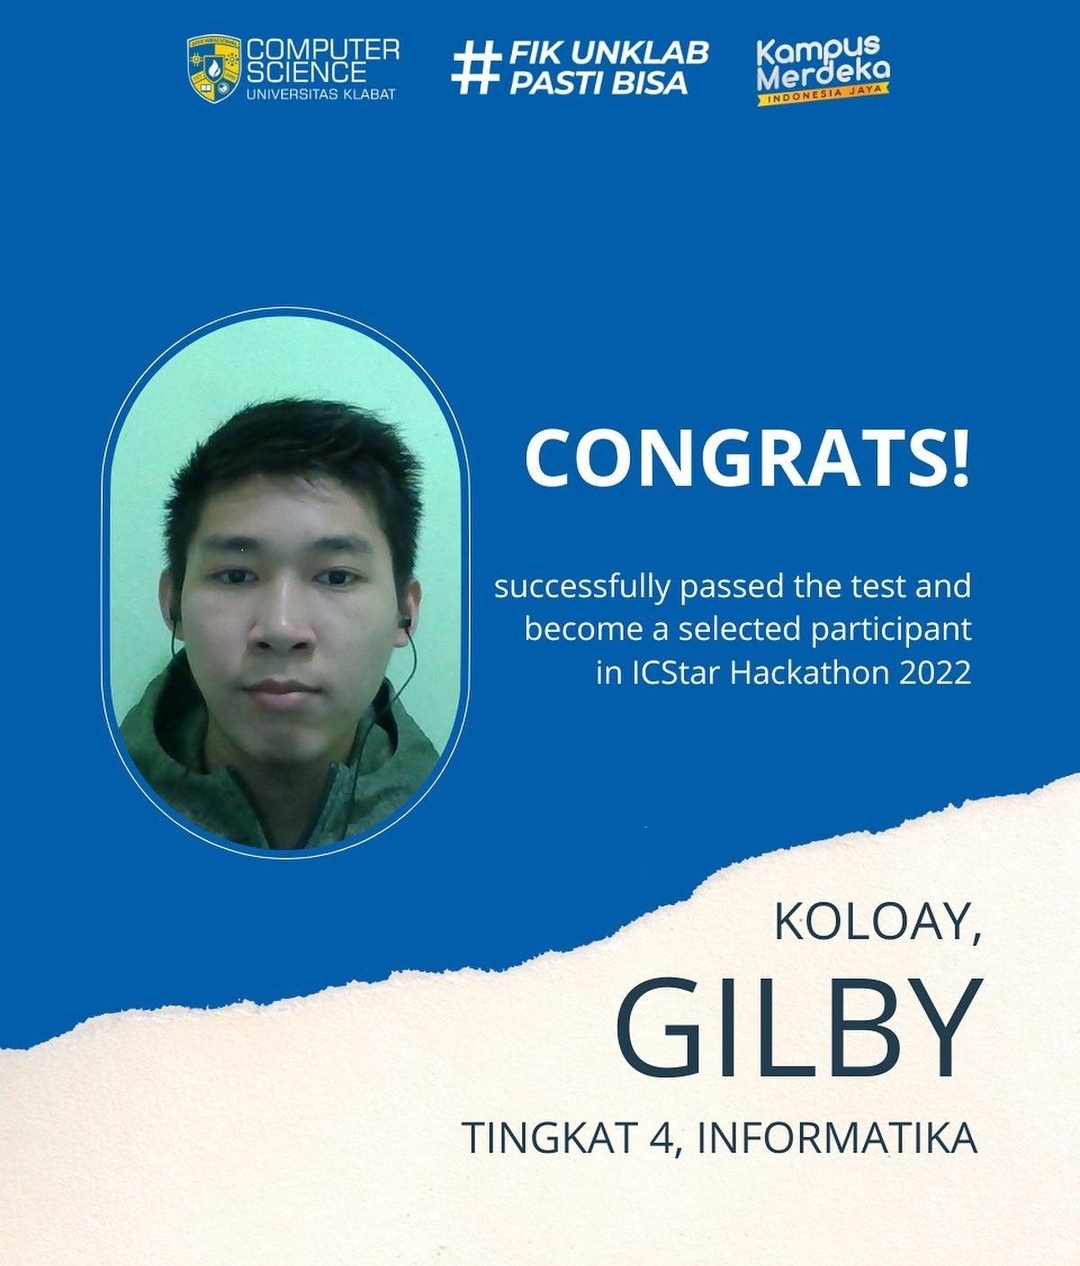 COMPUTER
SCIENCE
UNIVERSITAS KLABAT
# FIK UNKLAB
PASTI BISA
Kampus
Merdeka
INDONESIA JAYA
CONGRATS!
successfully passed the test and
become a selected participant
in ICStar Hackathon 2022
KOLOAY,
GILBY
TINGKAT 4, INFORMATIKA